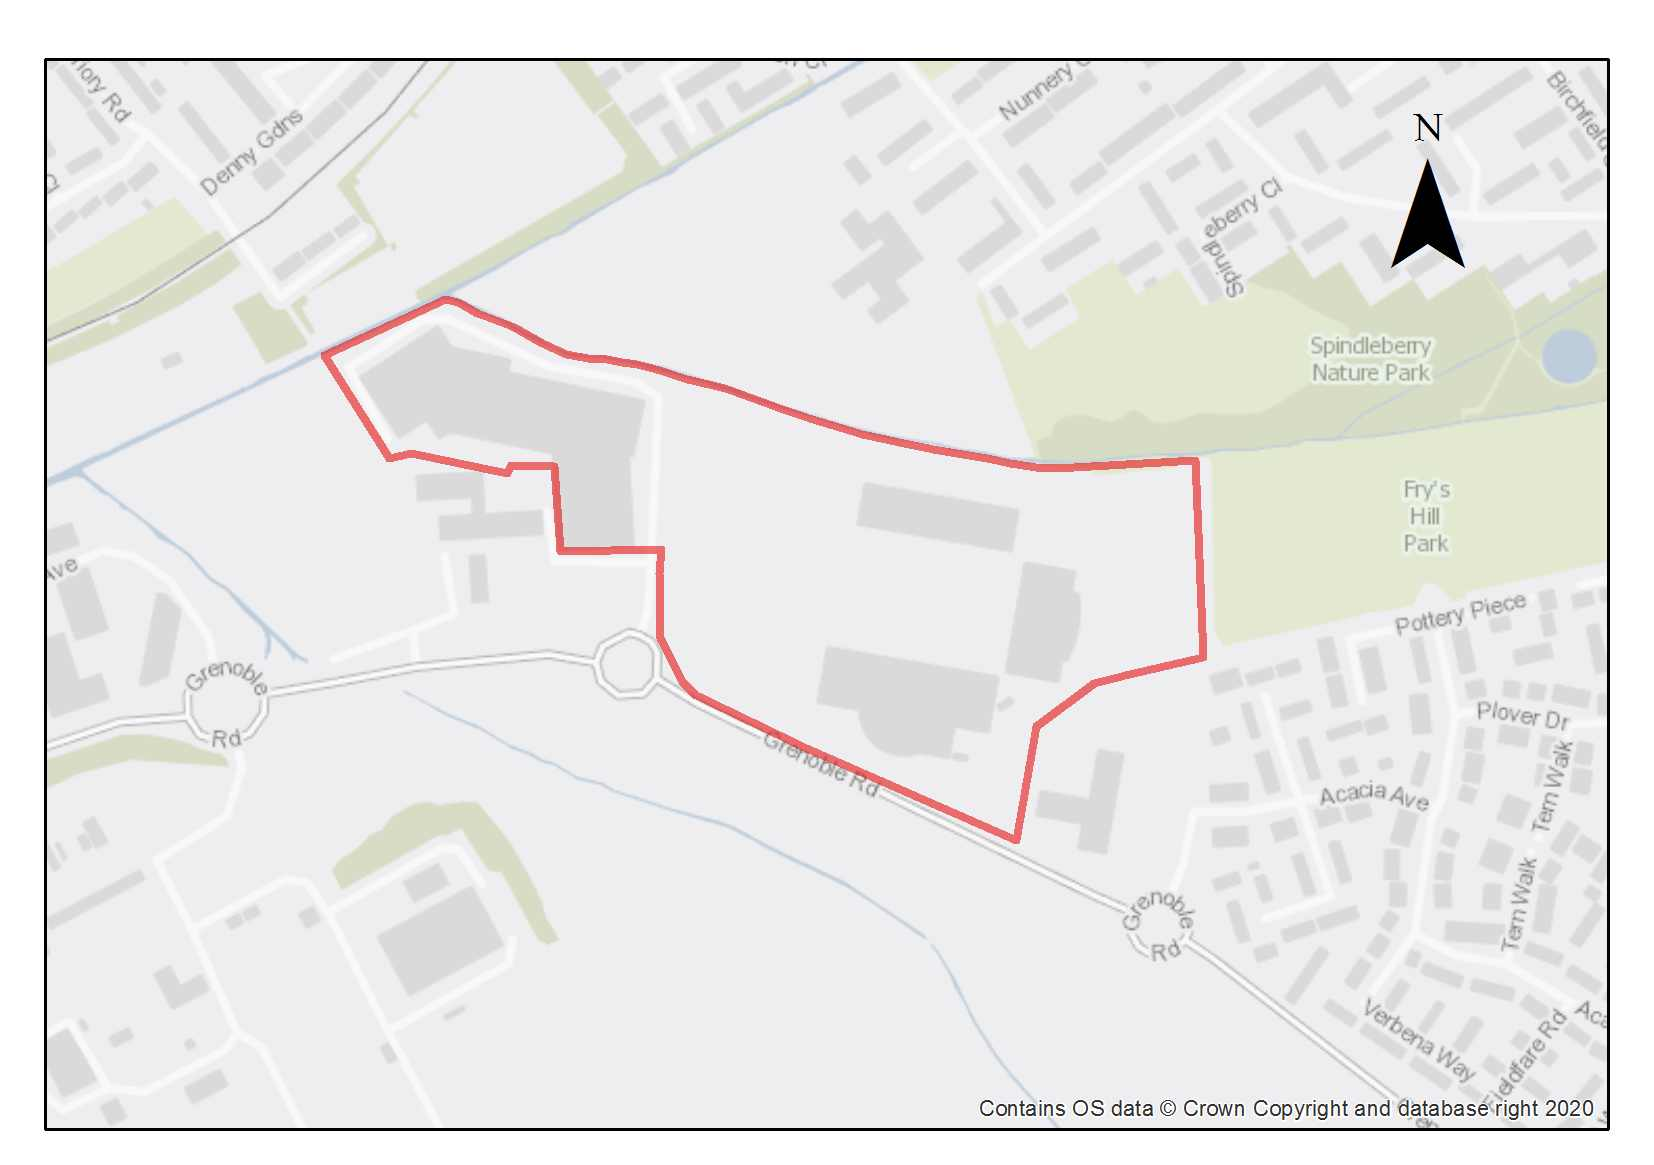 Denny Gdns
Nunnery
N
Spindleberry Cl
Spindleberry
Nature Park
Fry's
Hill
Park
Ave
Pottery Piece
Grenoble
Rd
Plover Dr
Grenoble Rd
Tern Walk
Acacia Ave
Tern Walk
Grenoble
Rd
Verbena Way
Fieldfare Rd
Contains OS data © Crown Copyright and database right 2020